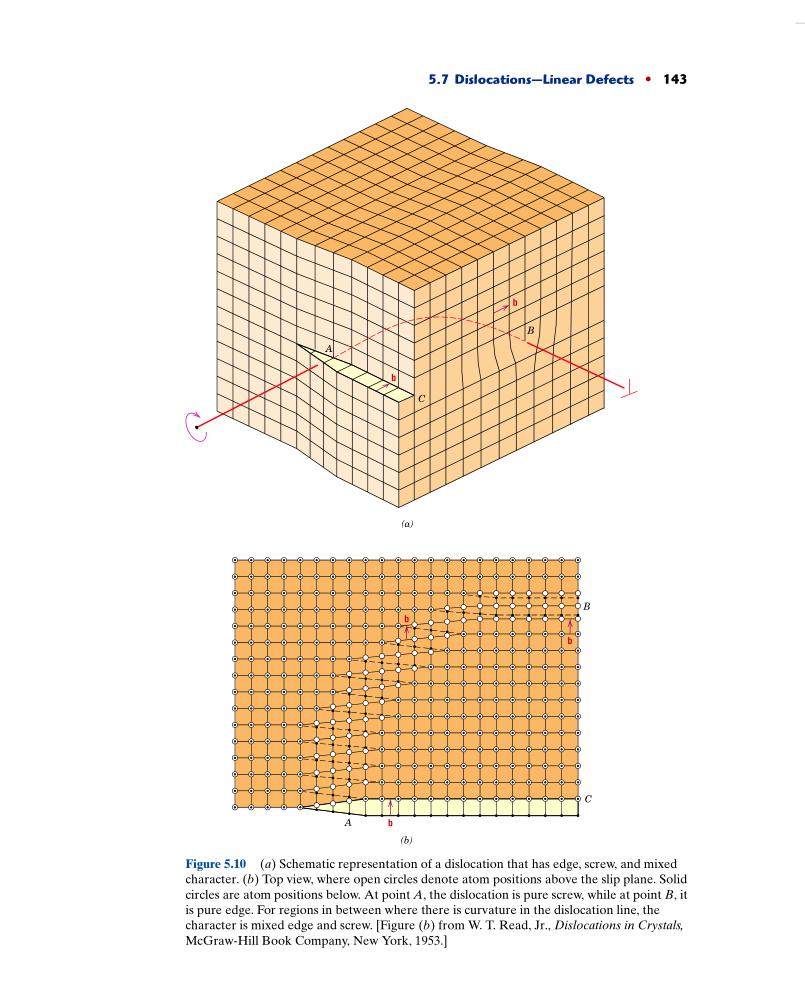 5.7 Dislocations—Linear Defects • 143
b
B
A
b
C
(a)
B
b
b
C
A
b
(b)
Figure 5.10 (a) Schematic representation of a dislocation that has edge, screw, and mixed
character. (b) Top view, where open circles denote atom positions above the slip plane. Solid
circles are atom positions below. At point A, the dislocation is pure screw, while at point B, it
is pure edge. For regions in between where there is curvature in the dislocation line, the
character is mixed edge and screw. [Figure (b) from W. T. Read, Jr., Dislocations in Crystals,
McGraw-Hill Book Company, New York, 1953.]